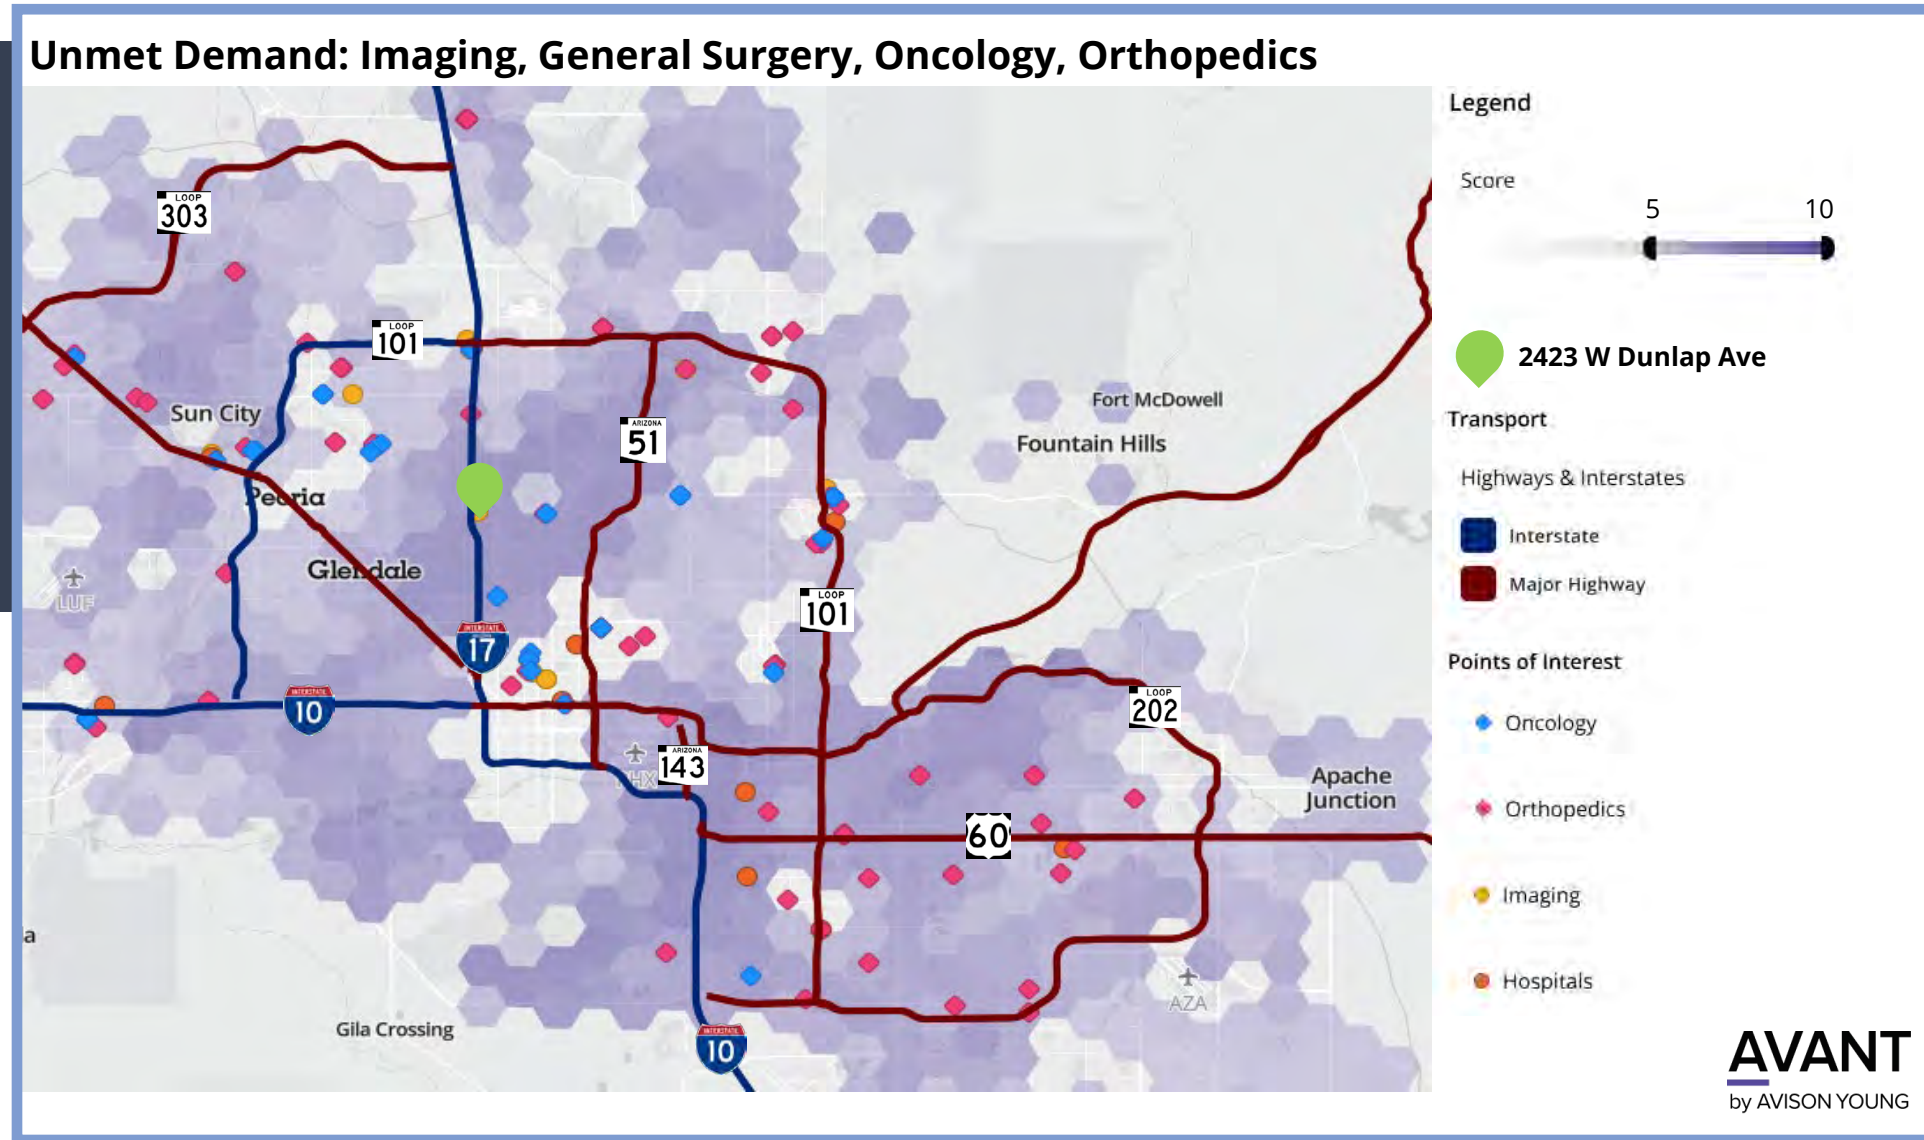 Unmet Demand: Imaging, General Surgery, Oncology, Orthopedics
LOOP
303
LOOP
101
Sun City
ARIZONA
51
Peoria
Glendale
LUF
INTERSTATE
17
INTERSTATE
10
Fort McDowell
Fountain Hills
LOOP
101
LOOP
202
ARIZONA
143
HX
Apache
Junction
60
a
AZA
Gila Crossing
INTERSTATE
10
Legend
Score
5 10
2423 W Dunlap Ave
Transport
Highways & Interstates
Interstate
Major Highway
Points of Interest
Oncology
Orthopedics
Imaging
Hospitals
AVANT
by AVISON YOUNG